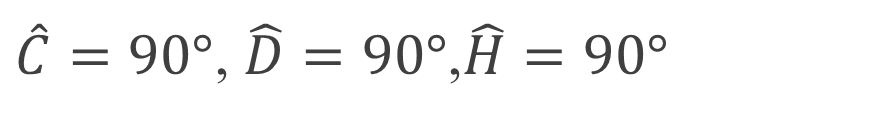 Ĉ = 90°, D̂ = 90°,Ĥ = 90°